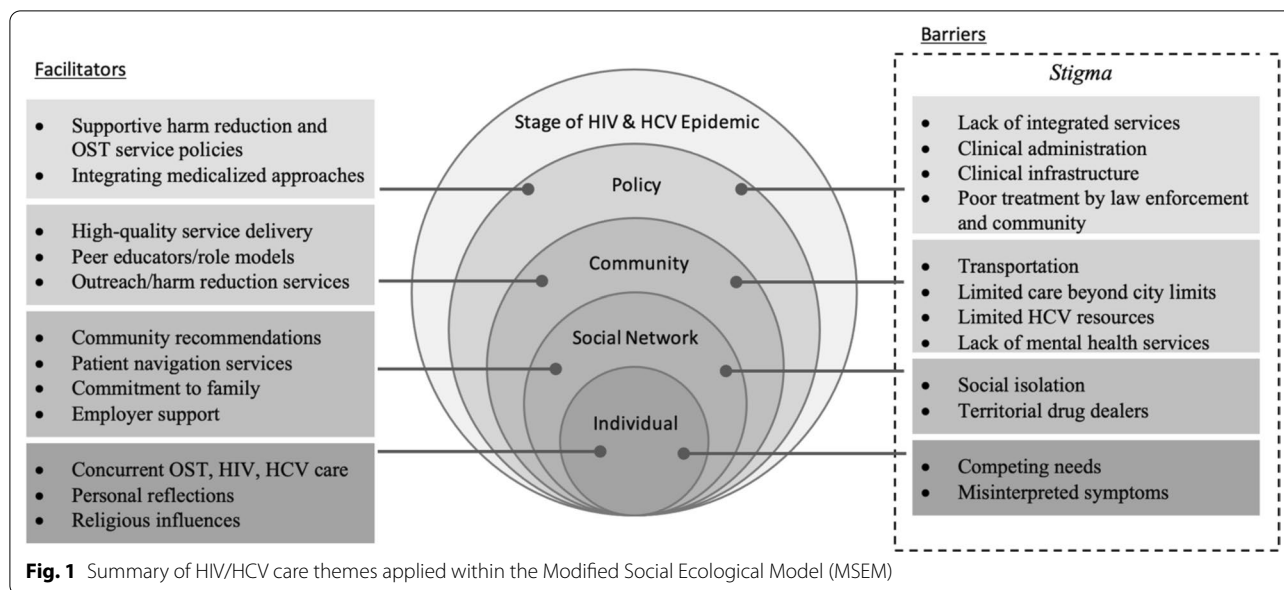 Facilitators
• Supportive harm reduction and
OST service policies
• Integrating medicalized approaches
• High-quality service delivery
• Peer educators/role models
• Outreach/harm reduction services
• Community recommendations
• Patient navigation services
• Commitment to family
• Employer support
• Concurrent OST, HIV, HCV care
• Personal reflections
• Religious influences
Stage of HIV & HCV Epidemic
Policy
Community
Social Network
Individual
Barriers
Stigma
• Lack of integrated services
• Clinical administration
• Clinical infrastructure
• Poor treatment by law enforcement
and community
• Transportation
• Limited care beyond city limits
• Limited HCV resources
• Lack of mental health services
• Social isolation
• Territorial drug dealers
• Competing needs
• Misinterpreted symptoms
Fig. 1 Summary of HIV/HCV care themes applied within the Modified Social Ecological Model (MSEM)